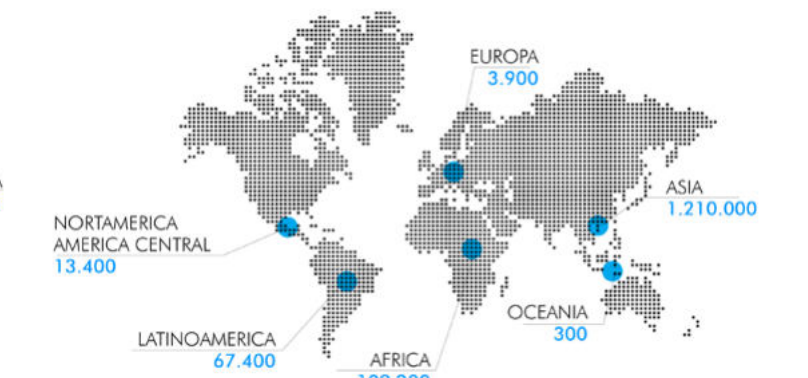 EUROPA
3.900
ASIA
1.210.000
NORTAMERICA
AMERICA CENTRAL
13.400
OCEANIA
300
LATINOAMERICA
67.400
AFRICA